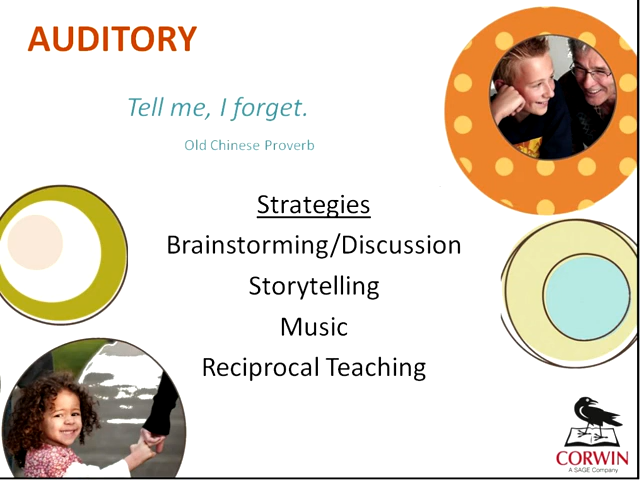 AUDITORY
Tell me, I forget.
Old Chinese Proverb
Strategies
Brainstorming/Discussion
Storytelling
Music
Reciprocal Teaching
CORWIN
A SAGE Company